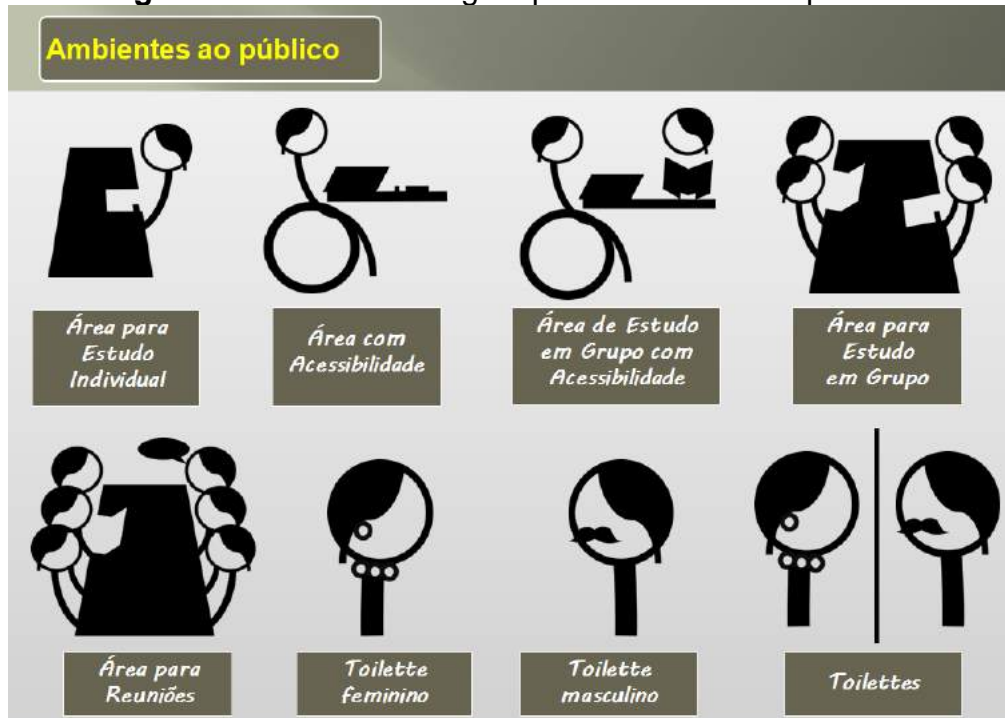 Ambientes ao público
Área para
Estudo
Individual
Área com
Acessibilidade
Área de Estudo
em Grupo com
Acessibilidade
Área para
Estudo
em Grupo
Área para
Reuniões
Toilette
feminino
Toilette
masculino
Toilettes